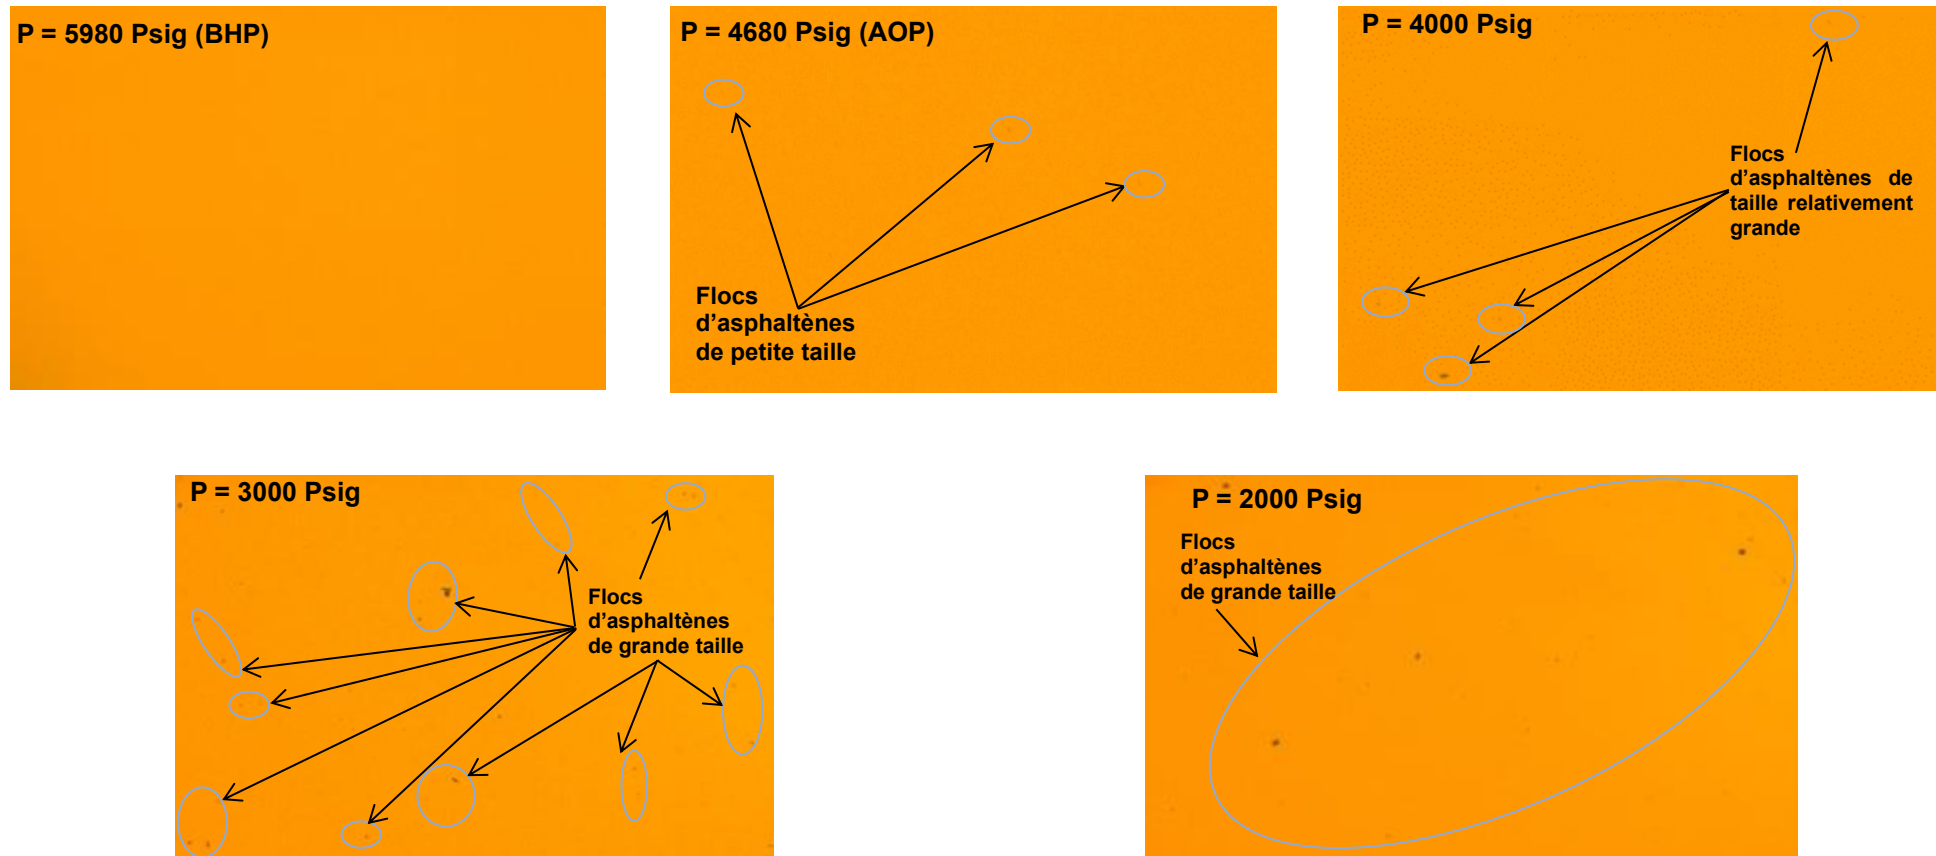 P = 5980 Psig (BHP)
P = 4680 Psig (AOP)
Flocs
d’asphaltènes
de petite taille
P = 4000 Psig
Flocs
d’asphaltènes de
taille relativement
grande
P = 3000 Psig
Flocs
d’asphaltènes
de grande taille
P = 2000 Psig
Flocs
d’asphaltènes
de grande taille